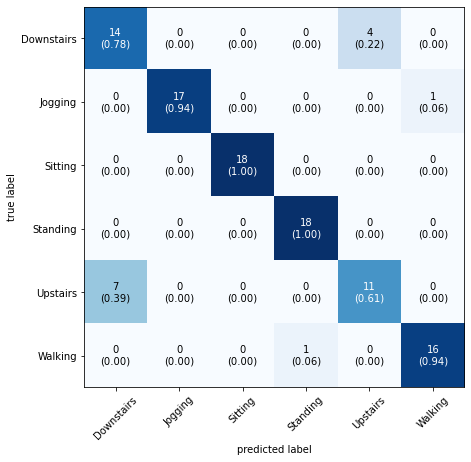 Downstairs
14 0 0 0 4 0
(0.78) (0.00) (0.00) (0.00) (0.22) (0.00)
Jogging
0 17 0 0 0 1
(0.00) (0.94) (0.00) (0.00) (0.00) (0.06)
Sitting
0 0 18 0 0 0
(0.00) (0.00) (1.00) (0.00) (0.00) (0.00)
Standing
0 0 0 18 0 0
(0.00) (0.00) (0.00) (1.00) (0.00) (0.00)
Upstairs
7 0 0 0 11 0
(0.39) (0.00) (0.00) (0.00) (0.61) (0.00)
Walking
0 0 0 1 0 16
(0.00) (0.00) (0.00) (0.06) (0.00) (0.94)
true label
Downstairs Jogging Sitting Standing Upstairs Walking
predicted label